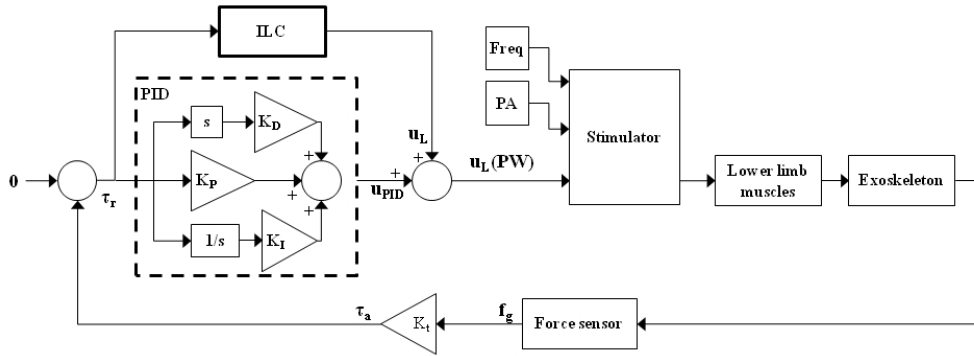 ILC
Freq
PID
PA
s
K_D
Stimulator
+
u_L
+
0
τ_r
K_P
+
+
+
u_PID
u_L(PW)
Lower limb
muscles
Exoskeleton
+
1/s
K_I
τ_a
K_t
f_g
Force sensor